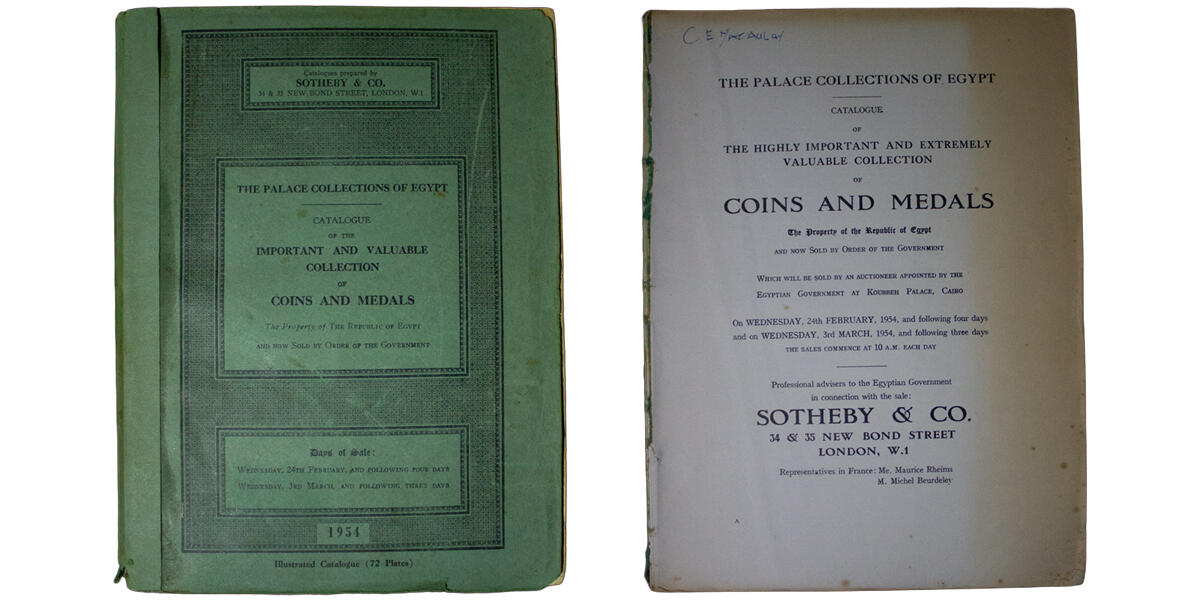 Catalogues prepared by
SOTHEBY & CO.
34 & 35 NEW BOND STREET, LONDON, W.1
THE PALACE COLLECTIONS OF EGYPT
CATALOGUE
OF THE
IMPORTANT AND VALUABLE
COLLECTION
OF
COINS AND MEDALS
The Property of THE REPUBLIC OF EGYPT
AND NOW SOLD BY ORDER OF THE GOVERNMENT
Days of Sale:
WEDNESDAY, 24TH FEBRUARY, AND FOLLOWING FOUR DAYS
WEDNESDAY, 3RD MARCH, AND FOLLOWING THREE DAYS
1954
Illustrated Catalogue (72 Plates)
C E Macaulay
THE PALACE COLLECTIONS OF EGYPT
CATALOGUE
OF
THE HIGHLY IMPORTANT AND EXTREMELY
VALUABLE COLLECTION
OF
COINS AND MEDALS
The Property of the Republic of Egypt
AND NOW SOLD BY ORDER OF THE GOVERNMENT
WHICH WILL BE SOLD BY AN AUCTIONEER APPOINTED BY THE
EGYPTIAN GOVERNMENT AT KOUBBEH PALACE, CAIRO
On WEDNESDAY, 24th FEBRUARY, 1954, and following four days
and on WEDNESDAY, 3rd MARCH, 1954, and following three days
THE SALES COMMENCE AT 10 A.M. EACH DAY
Professional advisers to the Egyptian Government
in connection with the sale:
SOTHEBY & CO.
34 & 35 NEW BOND STREET
LONDON, W.1
Representatives in France: Me. Maurice Rheims
M. Michel Beurdeley
A